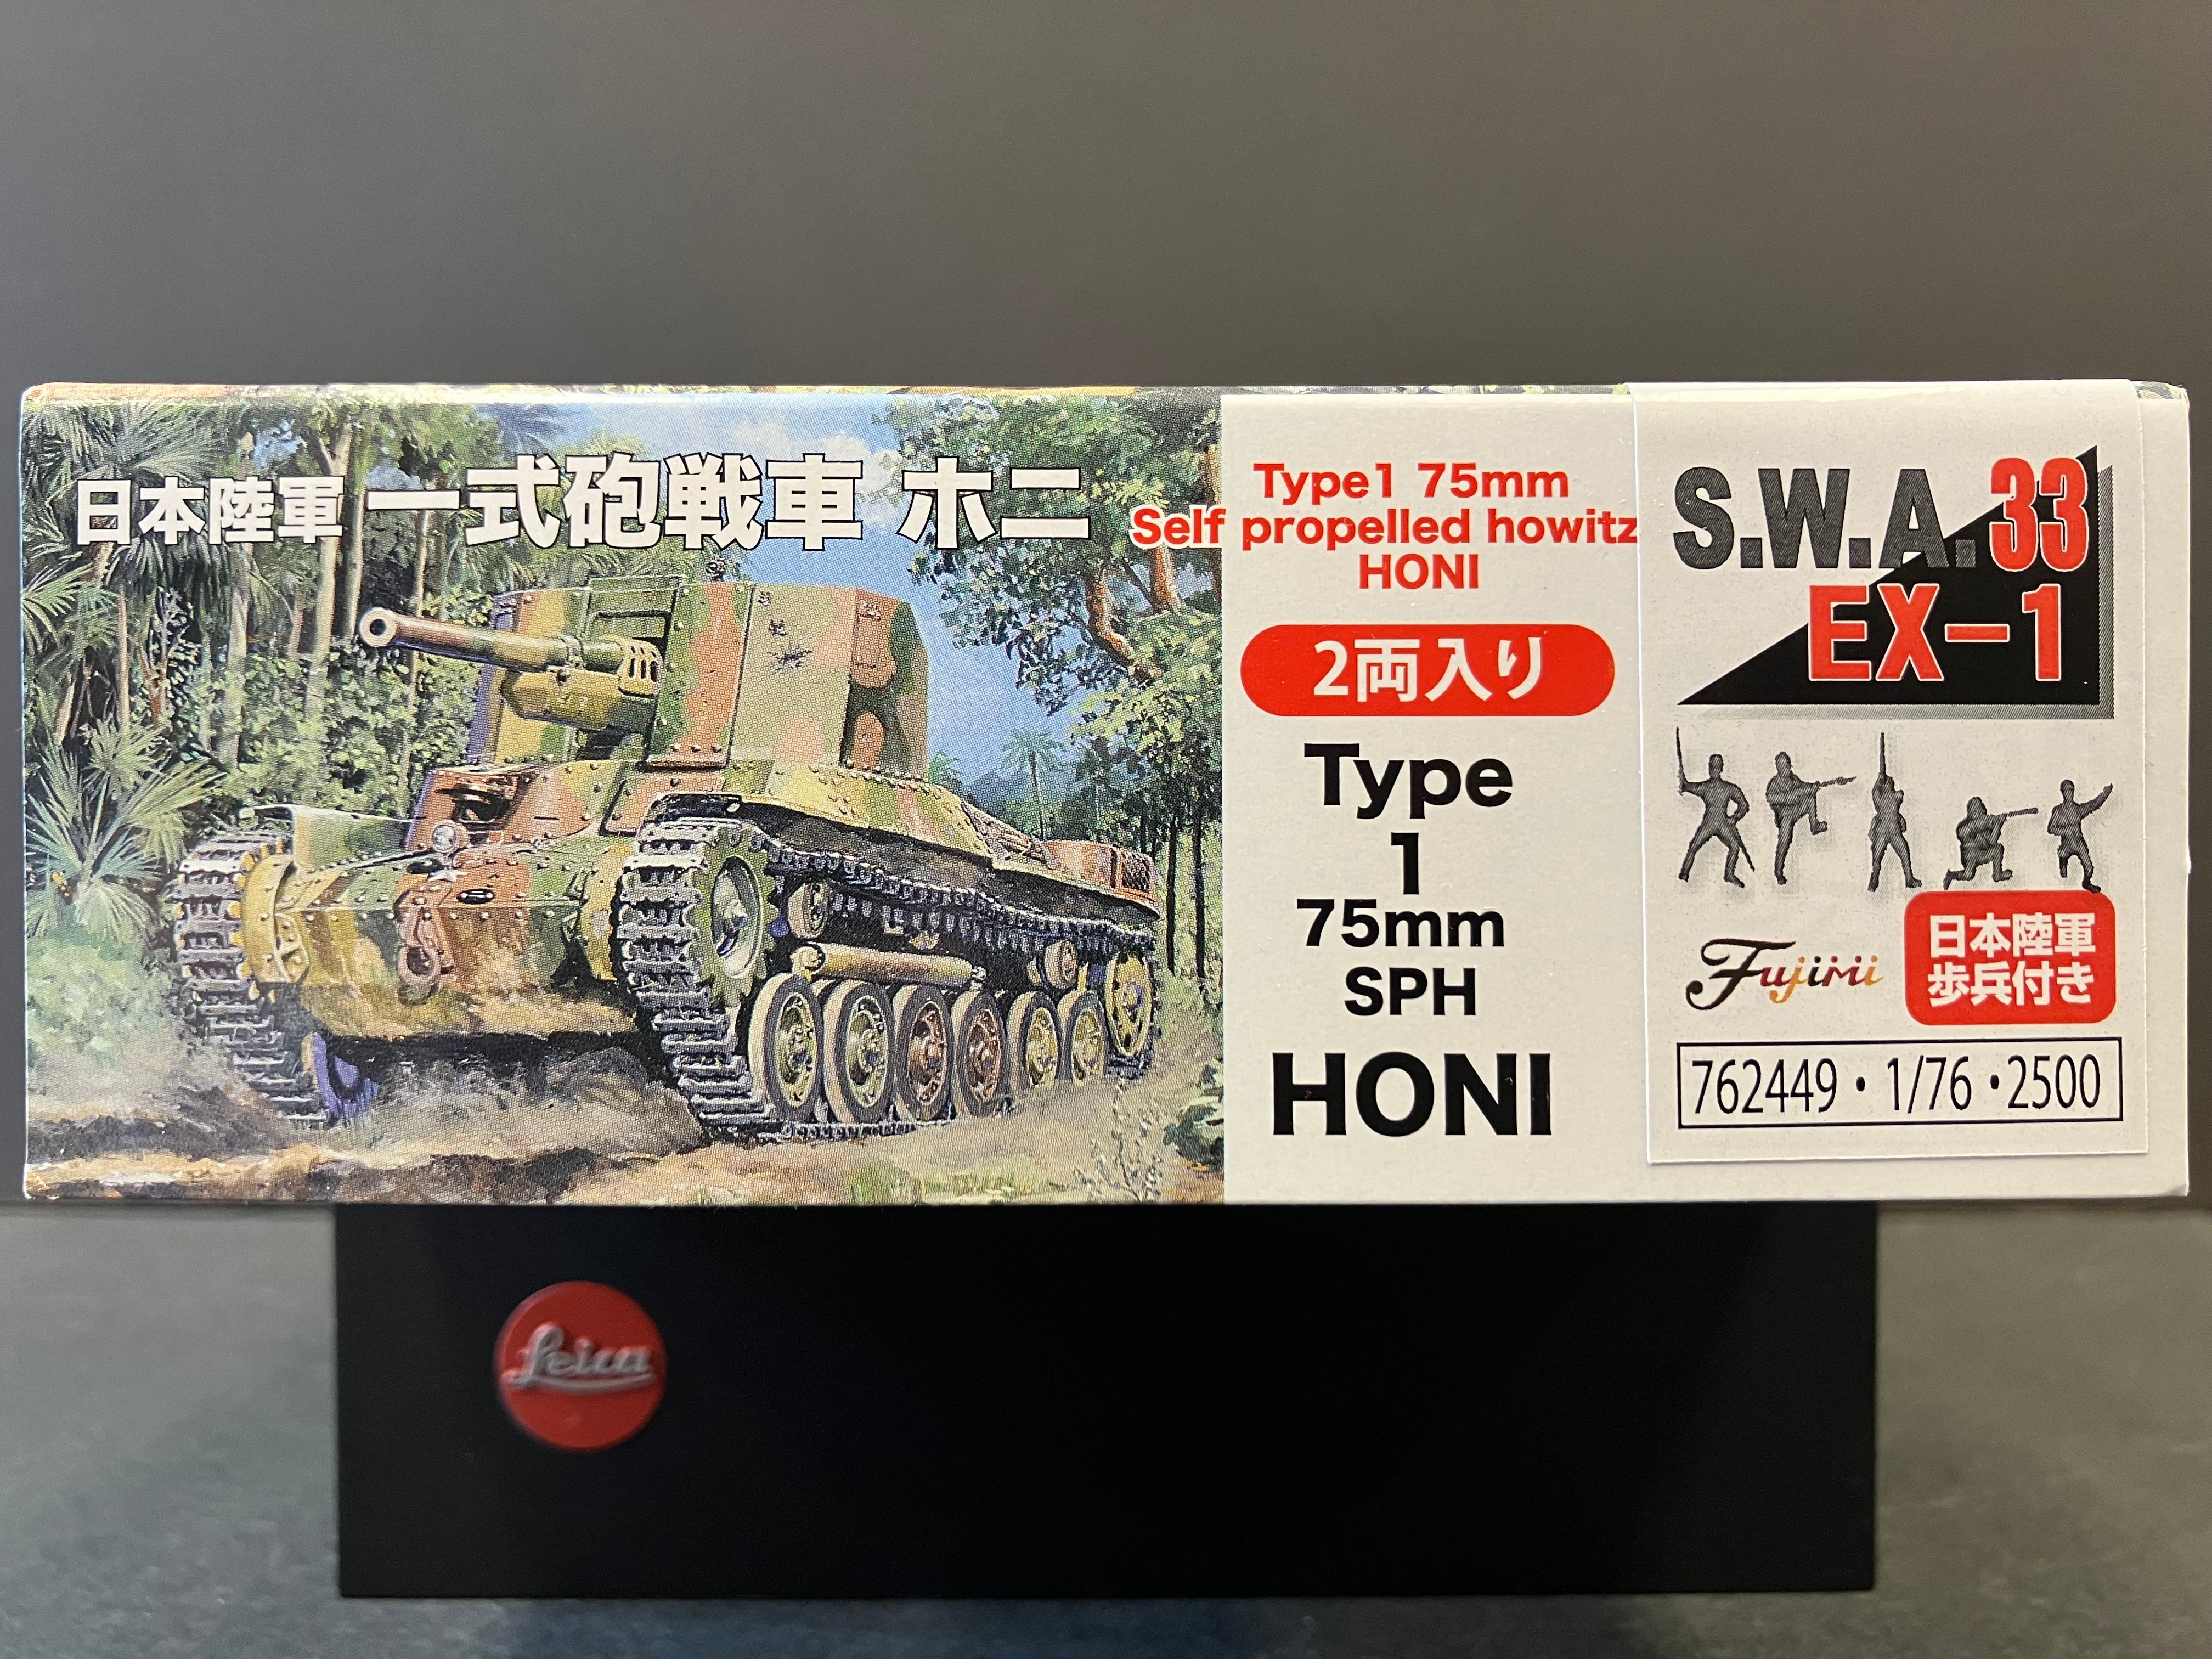 日本陸軍 一式砲戦車 ホニ
Type1 75mm
Self propelled howitz
HONI
2両入り
Type
1
75mm
SPH
HONI
S.W.A.33
EX-1
Fujimi
日本陸軍
歩兵付き
762449・1/76・2500
Leica